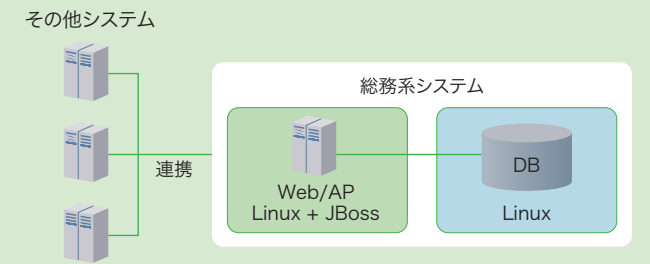 その他システム
総務系システム
連携
Web/AP
Linux + JBoss
DB
Linux